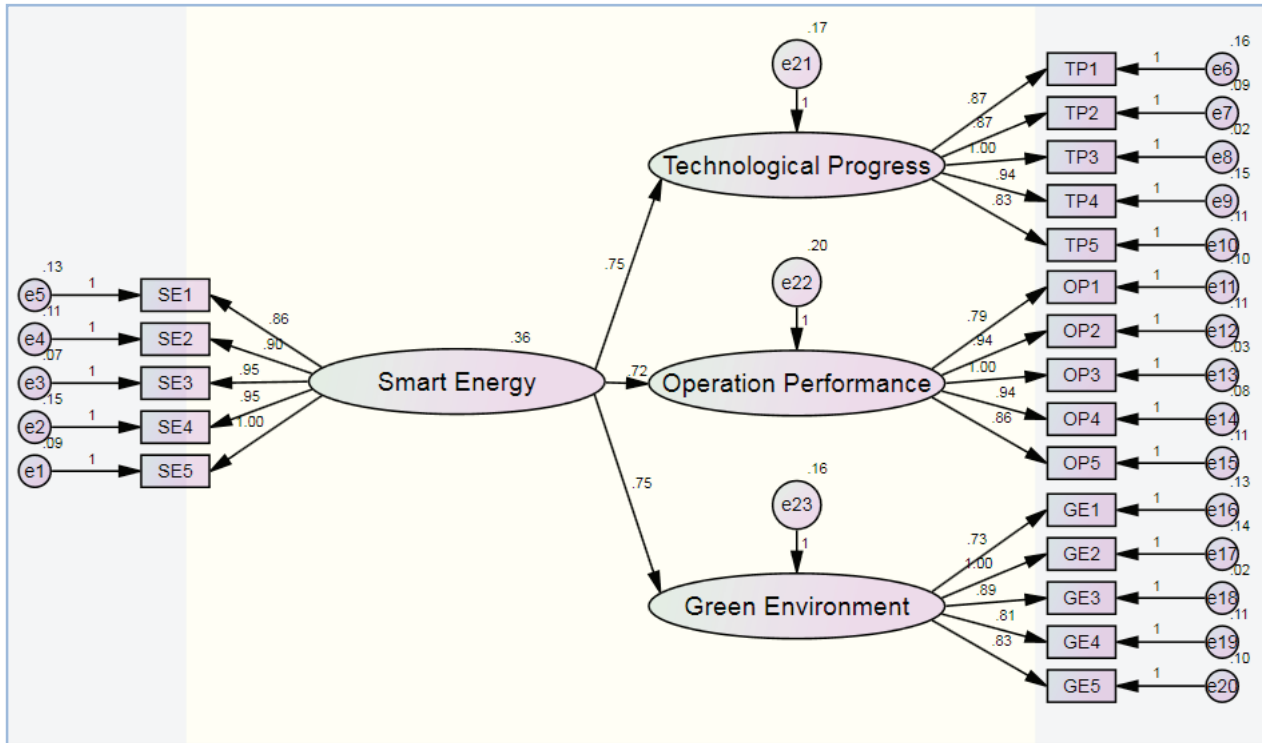 .17
e21
1
Technological Progress
.87
.87
1.00
.94
.83
TP1
1
.16
e6
TP2
1
.09
e7
TP3
1
.02
e8
TP4
1
.15
e9
TP5
1
.11
e10
.75
.20
e22
1
Operation Performance
.72
.79
.94
1.00
.94
.86
OP1
1
.10
e11
OP2
1
.11
e12
OP3
1
.03
e13
OP4
1
.08
e14
OP5
1
.11
e15
.13
e5
1
SE1
.11
e4
1
SE2
.07
e3
1
SE3
.15
e2
1
SE4
.09
e1
1
SE5
.86
.90
.95
.95
1.00
.36
Smart Energy
.75
.16
e23
1
Green Environment
.73
1.00
.89
.81
.83
GE1
1
.13
e16
GE2
1
.14
e17
GE3
1
.02
e18
GE4
1
.11
e19
GE5
1
.10
e20